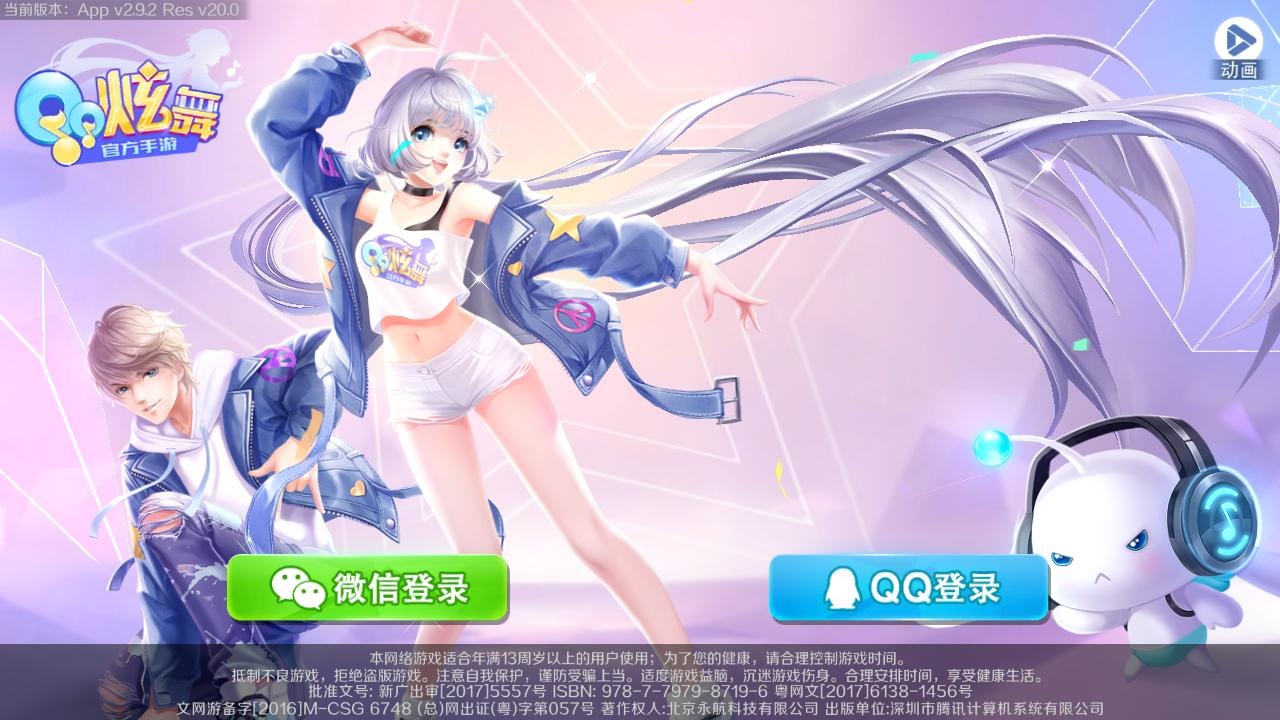 当前版本：App v2.9.2 Res v20.0
动画
QQ炫舞
官方手游
QQ炫舞
微信登录
QQ登录
本网络游戏适合年满13周岁以上的用户使用；为了您的健康，请合理控制游戏时间。
抵制不良游戏，拒绝盗版游戏。注意自我保护，谨防受骗上当。适度游戏益脑，沉迷游戏伤身。合理安排时间，享受健康生活。
批准文号: 新广出审[2017]5557号 ISBN: 978-7-7979-8719-6 粤网文[2017]6138-1456号
文网游备字[2016]M-CSG 6748 (总)网出证(粤)字第057号 著作权人:北京永航科技有限公司 出版单位:深圳市腾讯计算机系统有限公司